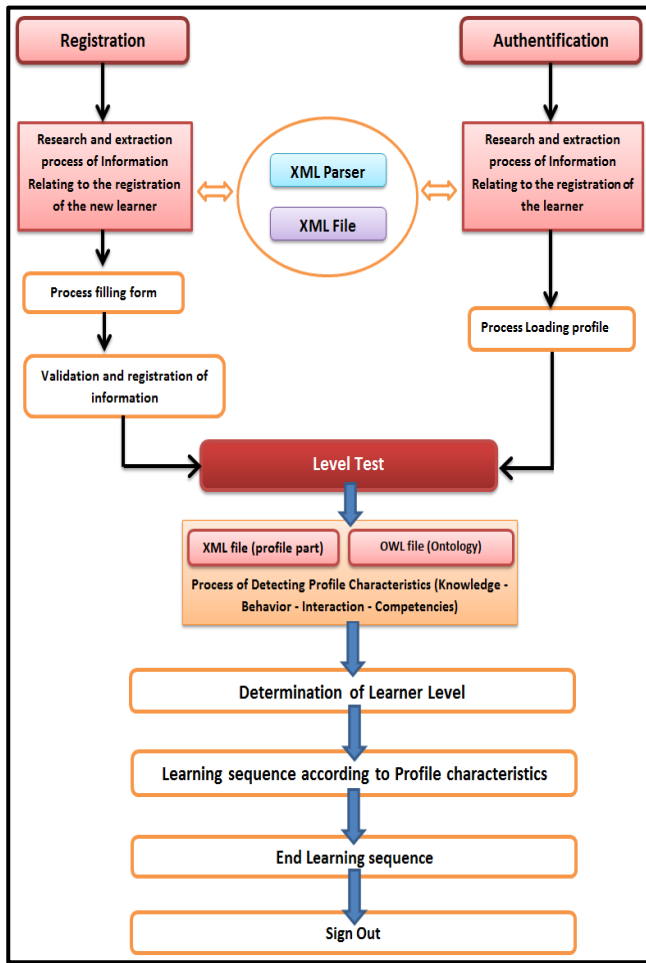 Registration
Authentification
Research and extraction
process of Information
Relating to the registration
of the new learner
XML Parser
XML File
Research and extraction
process of Information
Relating to the registration of
the learner
Process filling form
Process Loading profile
Validation and registration of
information
Level Test
XML file (profile part)
OWL file (Ontology)
Process of Detecting Profile Characteristics (Knowledge -
Behavior - Interaction - Competencies)
Determination of Learner Level
Learning sequence according to Profile characteristics
End Learning sequence
Sign Out